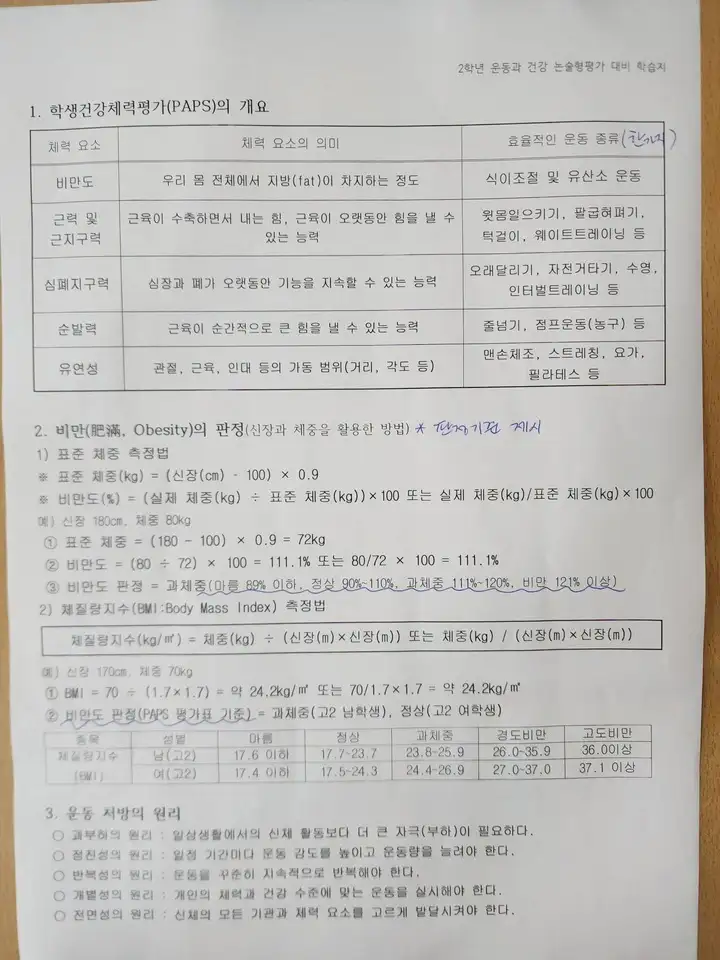 2학년 운동과 건강 논술형평가 대비 학습지
1. 학생건강체력평가(PAPS)의 개요
체력 요소 체력 요소의 의미 효율적인 운동 종류(한가지)
비만도 우리 몸 전체에서 지방(fat)이 차지하는 정도 식이조절 및 유산소 운동
근력 및 근육이 수축하면서 내는 힘, 근육이 오랫동안 힘을 낼 수 윗몸일으키기, 팔굽혀펴기,
근지구력 있는 능력 턱걸이, 웨이트트레이닝 등
심폐지구력 심장과 폐가 오랫동안 기능을 지속할 수 있는 능력 오래달리기, 자전거타기, 수영,
인터벌트레이닝 등
순발력 근육이 순간적으로 큰 힘을 낼 수 있는 능력 줄넘기, 점프운동(농구) 등
유연성 관절, 근육, 인대 등의 가동 범위(거리, 각도 등) 맨손체조, 스트레칭, 요가,
필라테스 등
2. 비만(肥滿, Obesity)의 판정(신장과 체중을 활용한 방법) * 판정기준 제시
1) 표준 체중 측정법
※ 표준 체중(kg) = (신장(cm) - 100) × 0.9
※ 비만도(%) = (실제 체중(kg) ÷ 표준 체중(kg))×100 또는 실제 체중(kg)/표준 체중(kg)×100
예) 신장 180cm, 체중 80kg
① 표준 체중 = (180 - 100) × 0.9 = 72kg
② 비만도 = (80 ÷ 72) × 100 = 111.1% 또는 80/72 × 100 = 111.1%
③ 비만도 판정 = 과체중(마름 89% 이하, 정상 90%~110%, 과체중 111%~120%, 비만 121% 이상)
2) 체질량지수(BMI:Body Mass Index) 측정법
체질량지수(kg/㎡) = 체중(kg) ÷ (신장(m)×신장(m)) 또는 체중(kg) / (신장(m)×신장(m))
예) 신장 170cm, 체중 70kg
① BMI = 70 ÷ (1.7×1.7) = 약 24.2kg/㎡ 또는 70/1.7×1.7 = 약 24.2kg/㎡
② 비만도 판정(PAPS 평가표 기준) = 과체중(고2 남학생), 정상(고2 여학생)
종목 성별 마름 정상 과체중 경도비만 고도비만
체질량지수 남(고2) 17.6 이하 17.7-23.7 23.8-25.9 26.0-35.9 36.0이상
(BMI) 여(고2) 17.4 이하 17.5-24.3 24.4-26.9 27.0-37.0 37.1 이상
3. 운동 처방의 원리
○ 과부하의 원리 : 일상생활에서의 신체 활동보다 더 큰 자극(부하)이 필요하다.
○ 점진성의 원리 : 일정 기간마다 운동 강도를 높이고 운동량을 늘려야 한다.
○ 반복성의 원리 : 운동을 꾸준히 지속적으로 반복해야 한다.
○ 개별성의 원리 : 개인의 체력과 건강 수준에 맞는 운동을 실시해야 한다.
○ 전면성의 원리 : 신체의 모든 기관과 체력 요소를 고르게 발달시켜야 한다.